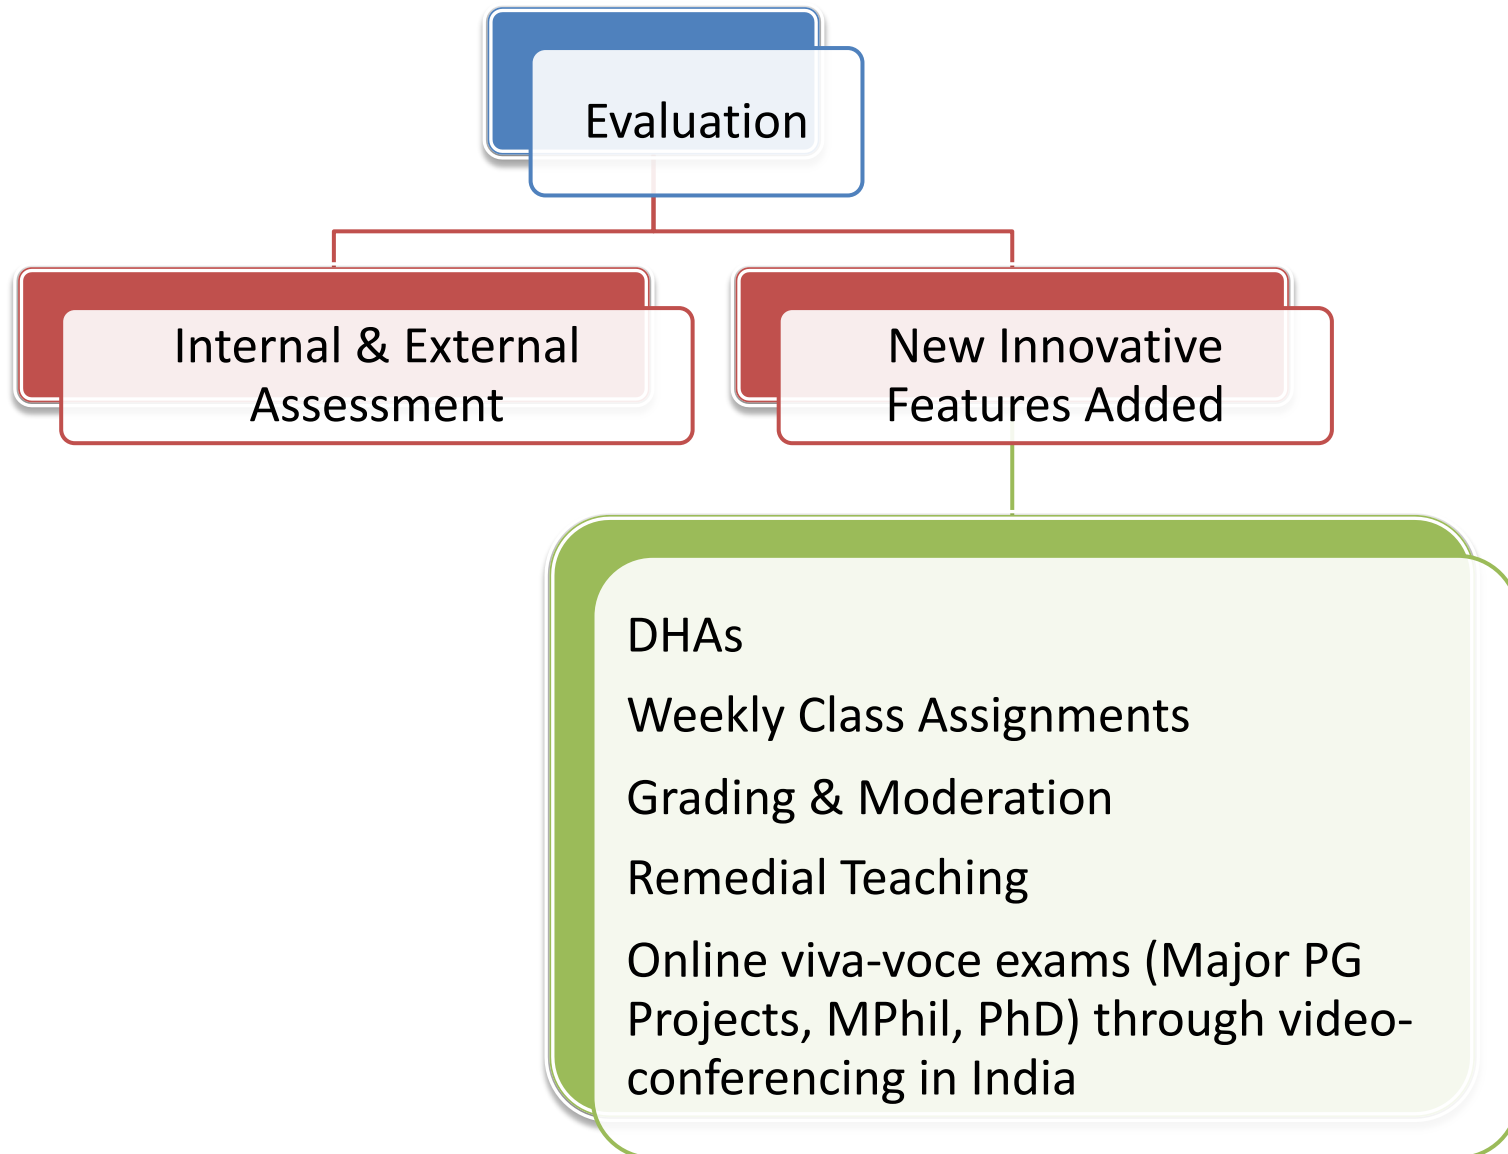 Evaluation
Internal & External
Assessment
New Innovative
Features Added
DHAs
Weekly Class Assignments
Grading & Moderation
Remedial Teaching
Online viva-voce exams (Major PG
Projects, MPhil, PhD) through video-
conferencing in India